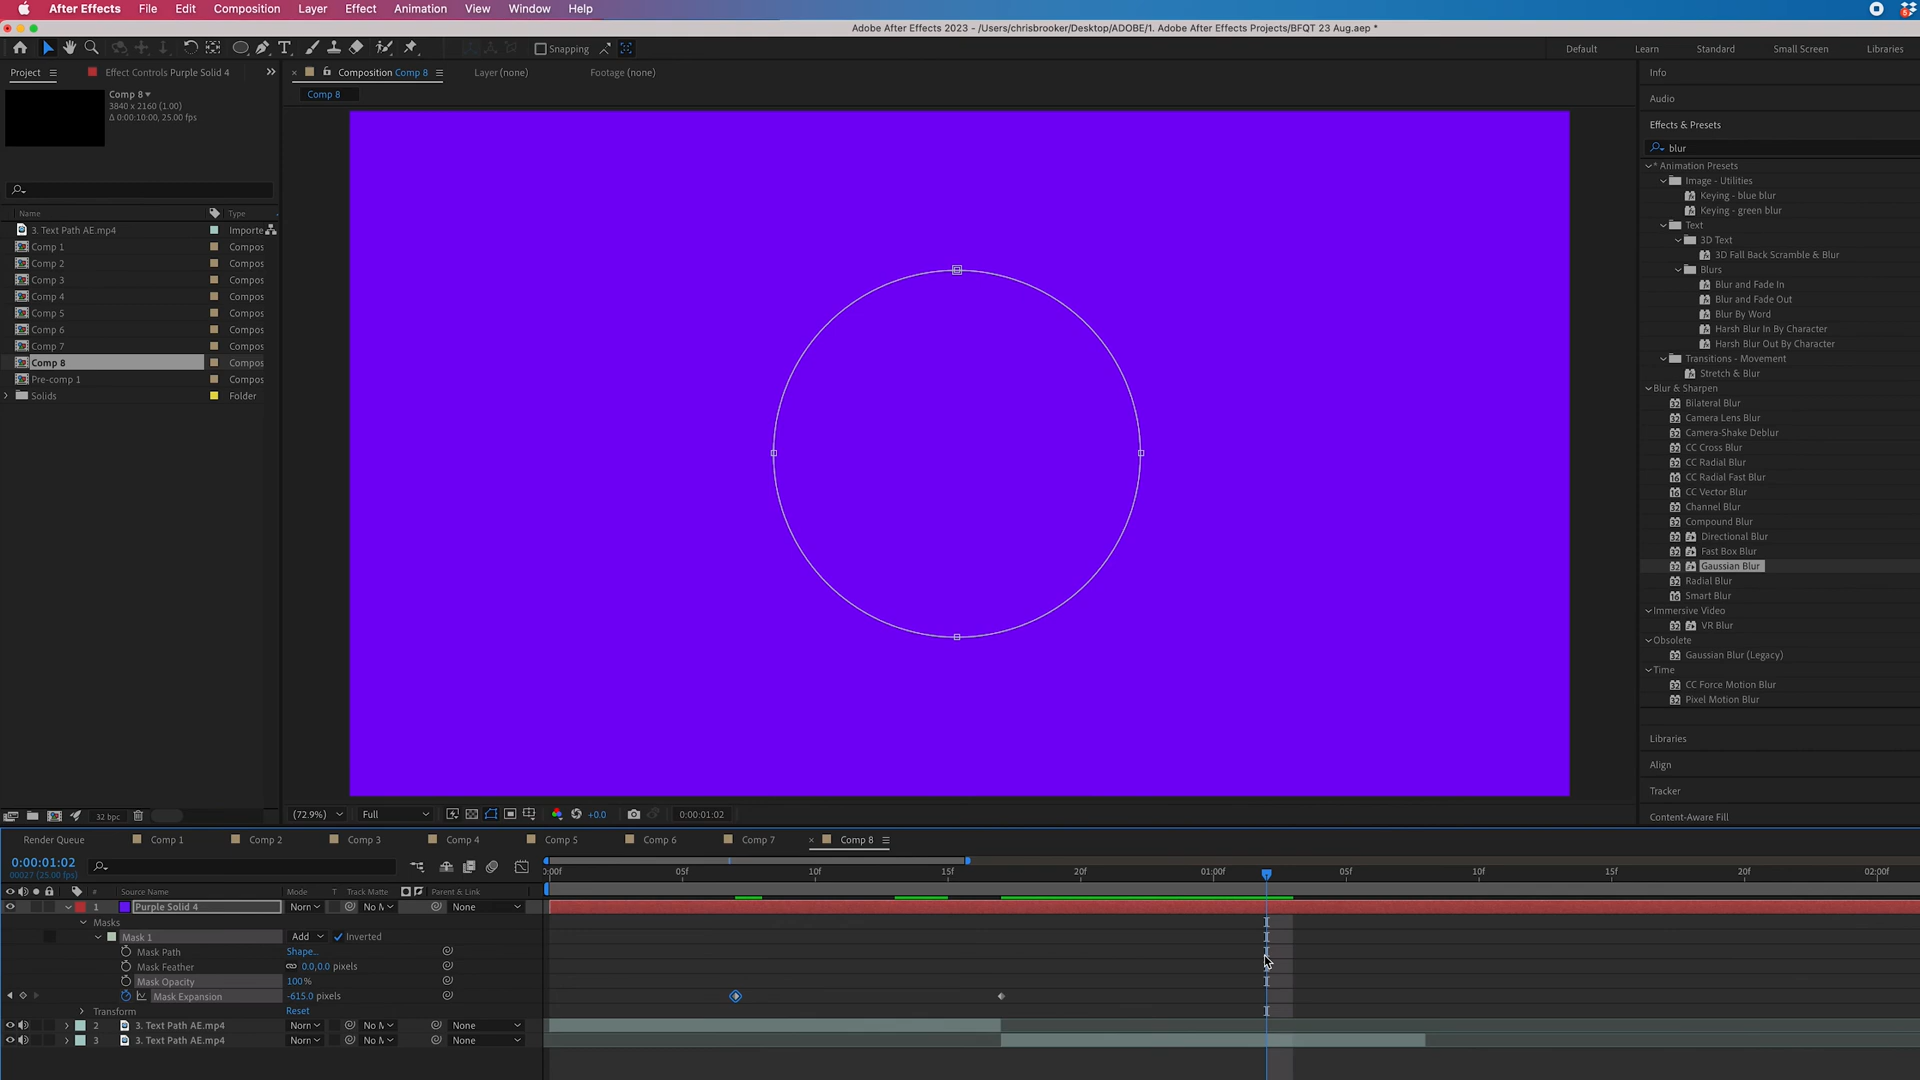 After Effects File Edit Composition Layer Effect Animation View Window Help
Adobe After Effects 2023 - /Users/chrisbrooker/Desktop/ADOBE/1. Adobe After Effects Projects/BFQT 23 Aug.aep *
Snapping
Default Learn Standard Small Screen Libraries
Project Effect Controls Purple Solid 4 Composition Comp 8 Layer (none) Footage (none)
Comp 8
3840 x 2160 (1.00)
Δ 0:00:10:00, 25.00 fps
Comp 8
Name Type
3. Text Path AE.mp4 Importe
Comp 1 Compos
Comp 2 Compos
Comp 3 Compos
Comp 4 Compos
Comp 5 Compos
Comp 6 Compos
Comp 7 Compos
Comp 8 Compos
Pre-comp 1 Compos
Solids Folder
Info
Audio
Effects & Presets
blur
* Animation Presets
Image - Utilities
Keying - blue blur
Keying - green blur
Text
3D Text
3D Fall Back Scramble & Blur
Blurs
Blur and Fade In
Blur and Fade Out
Blur By Word
Harsh Blur In By Character
Harsh Blur Out By Character
Transitions - Movement
Stretch & Blur
Blur & Sharpen
Bilateral Blur
Camera Lens Blur
Camera-Shake Deblur
CC Cross Blur
CC Radial Blur
CC Radial Fast Blur
CC Vector Blur
Channel Blur
Compound Blur
Directional Blur
Fast Box Blur
Gaussian Blur
Radial Blur
Smart Blur
Immersive Video
VR Blur
Obsolete
Gaussian Blur (Legacy)
Time
CC Force Motion Blur
Pixel Motion Blur
Libraries
Align
Tracker
Content-Aware Fill
32 bpc (72.9%) Full +0.0 0:00:01:02
Render Queue Comp 1 Comp 2 Comp 3 Comp 4 Comp 5 Comp 6 Comp 7 Comp 8
0:00:01:02
00027 (25.00 fps)
0:00f 05f 10f 15f 20f 01:00f 05f 10f 15f 20f 02:00f
# Source Name Mode T Track Matte Parent & Link
1 Purple Solid 4 Norn No M None
Masks
Mask 1 Add Inverted
Mask Path Shape...
Mask Feather 0.0,0.0 pixels
Mask Opacity 100%
Mask Expansion -615.0 pixels
Transform Reset
2 3. Text Path AE.mp4 Norn No M None
3 3. Text Path AE.mp4 Norn No M None